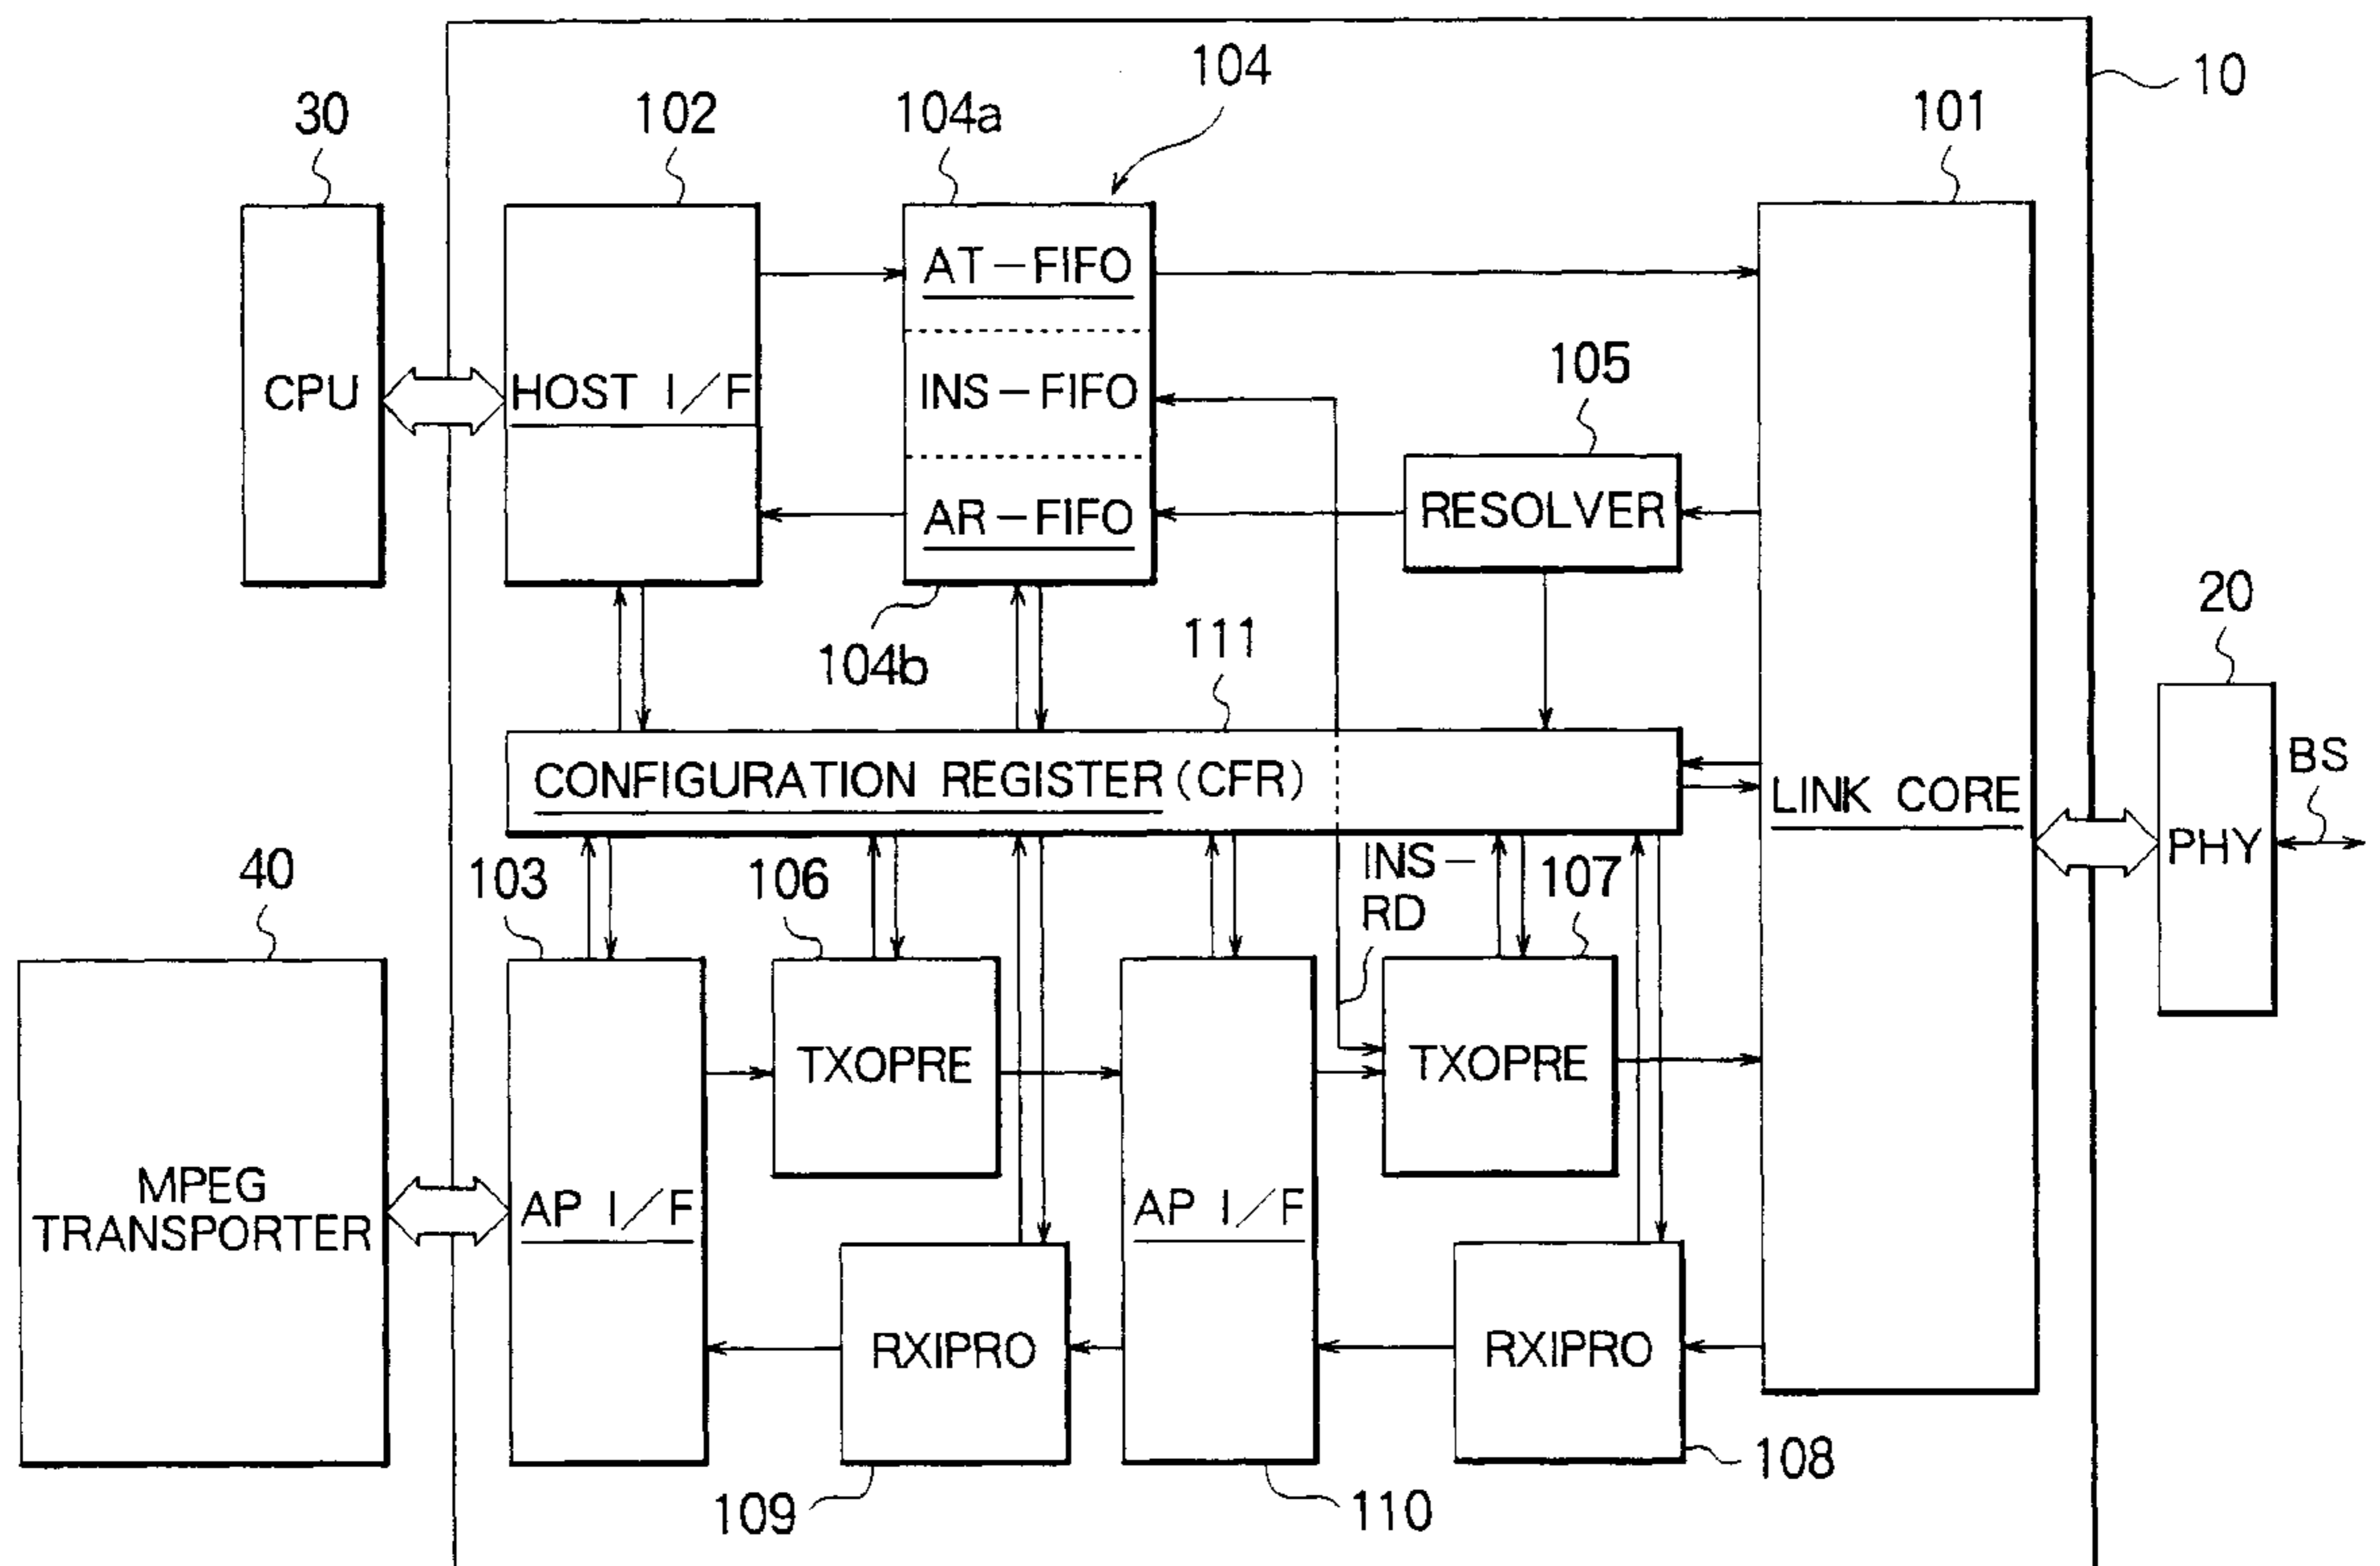 104
10
30
102
104a
101
AT-FIFO
105
CPU
HOST I/F
INS-FIFO
RESOLVER
AR-FIFO
20
104b
111
BS
CONFIGURATION REGISTER (CFR)
LINK CORE
PHY
40
103
106
INS-
RD
107
TXOPRE
TXOPRE
MPEG
TRANSPORTER
AP I/F
AP I/F
RXIPRO
RXIPRO
108
109
110